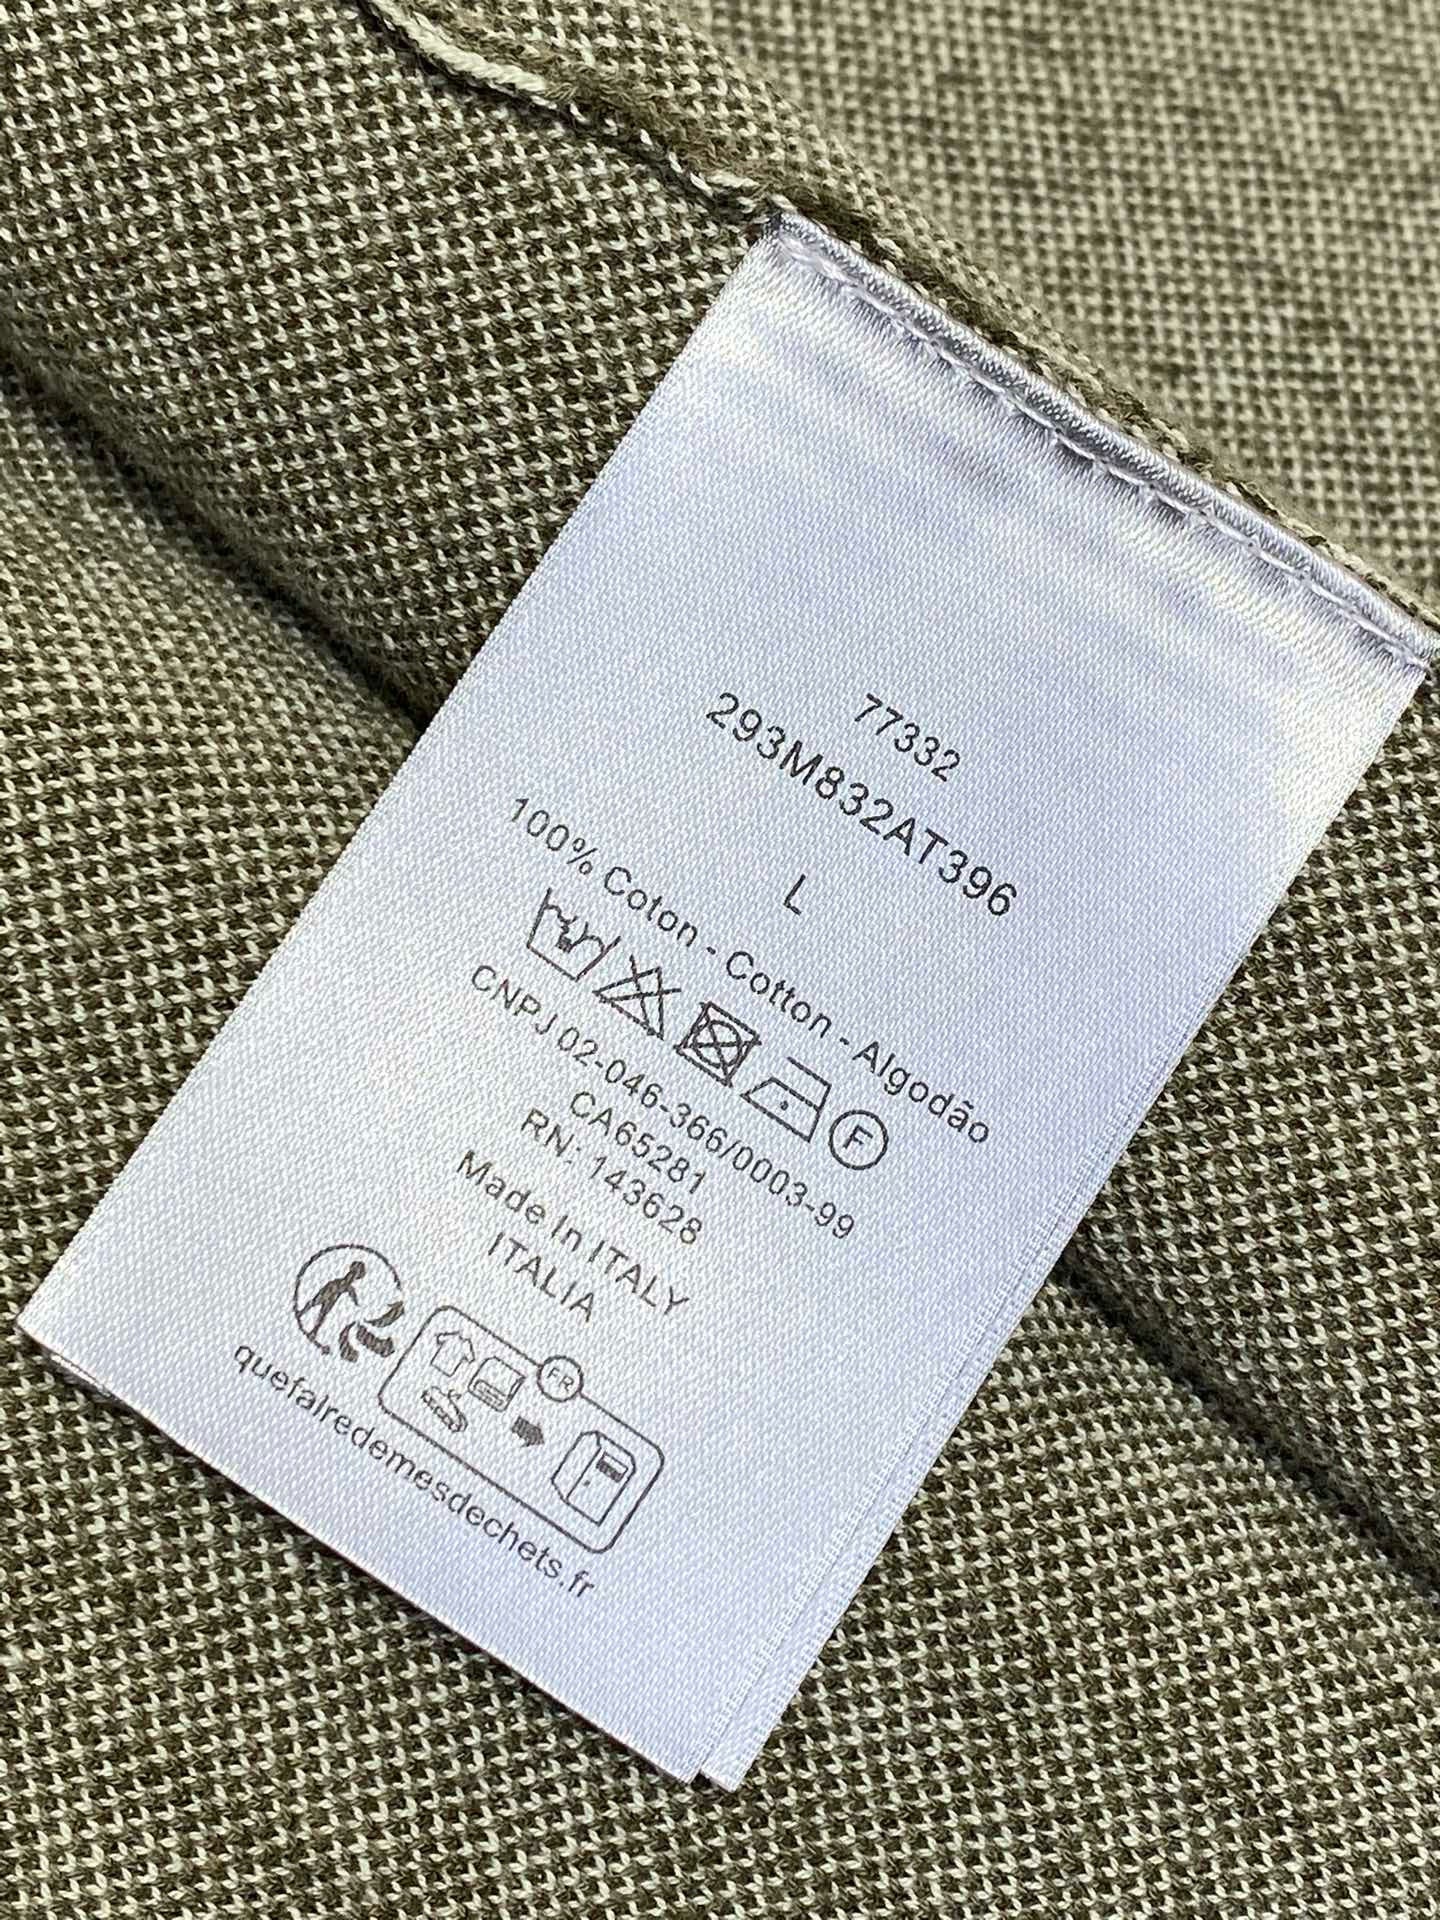 77332
293M832AT396
L
100% Coton - Cotton - Algodão
F
CNPJ 02-046-366/0003-99
CA65281
RN: 143628
Made In ITALY
ITALIA
FR
quefairedemesdechets.fr